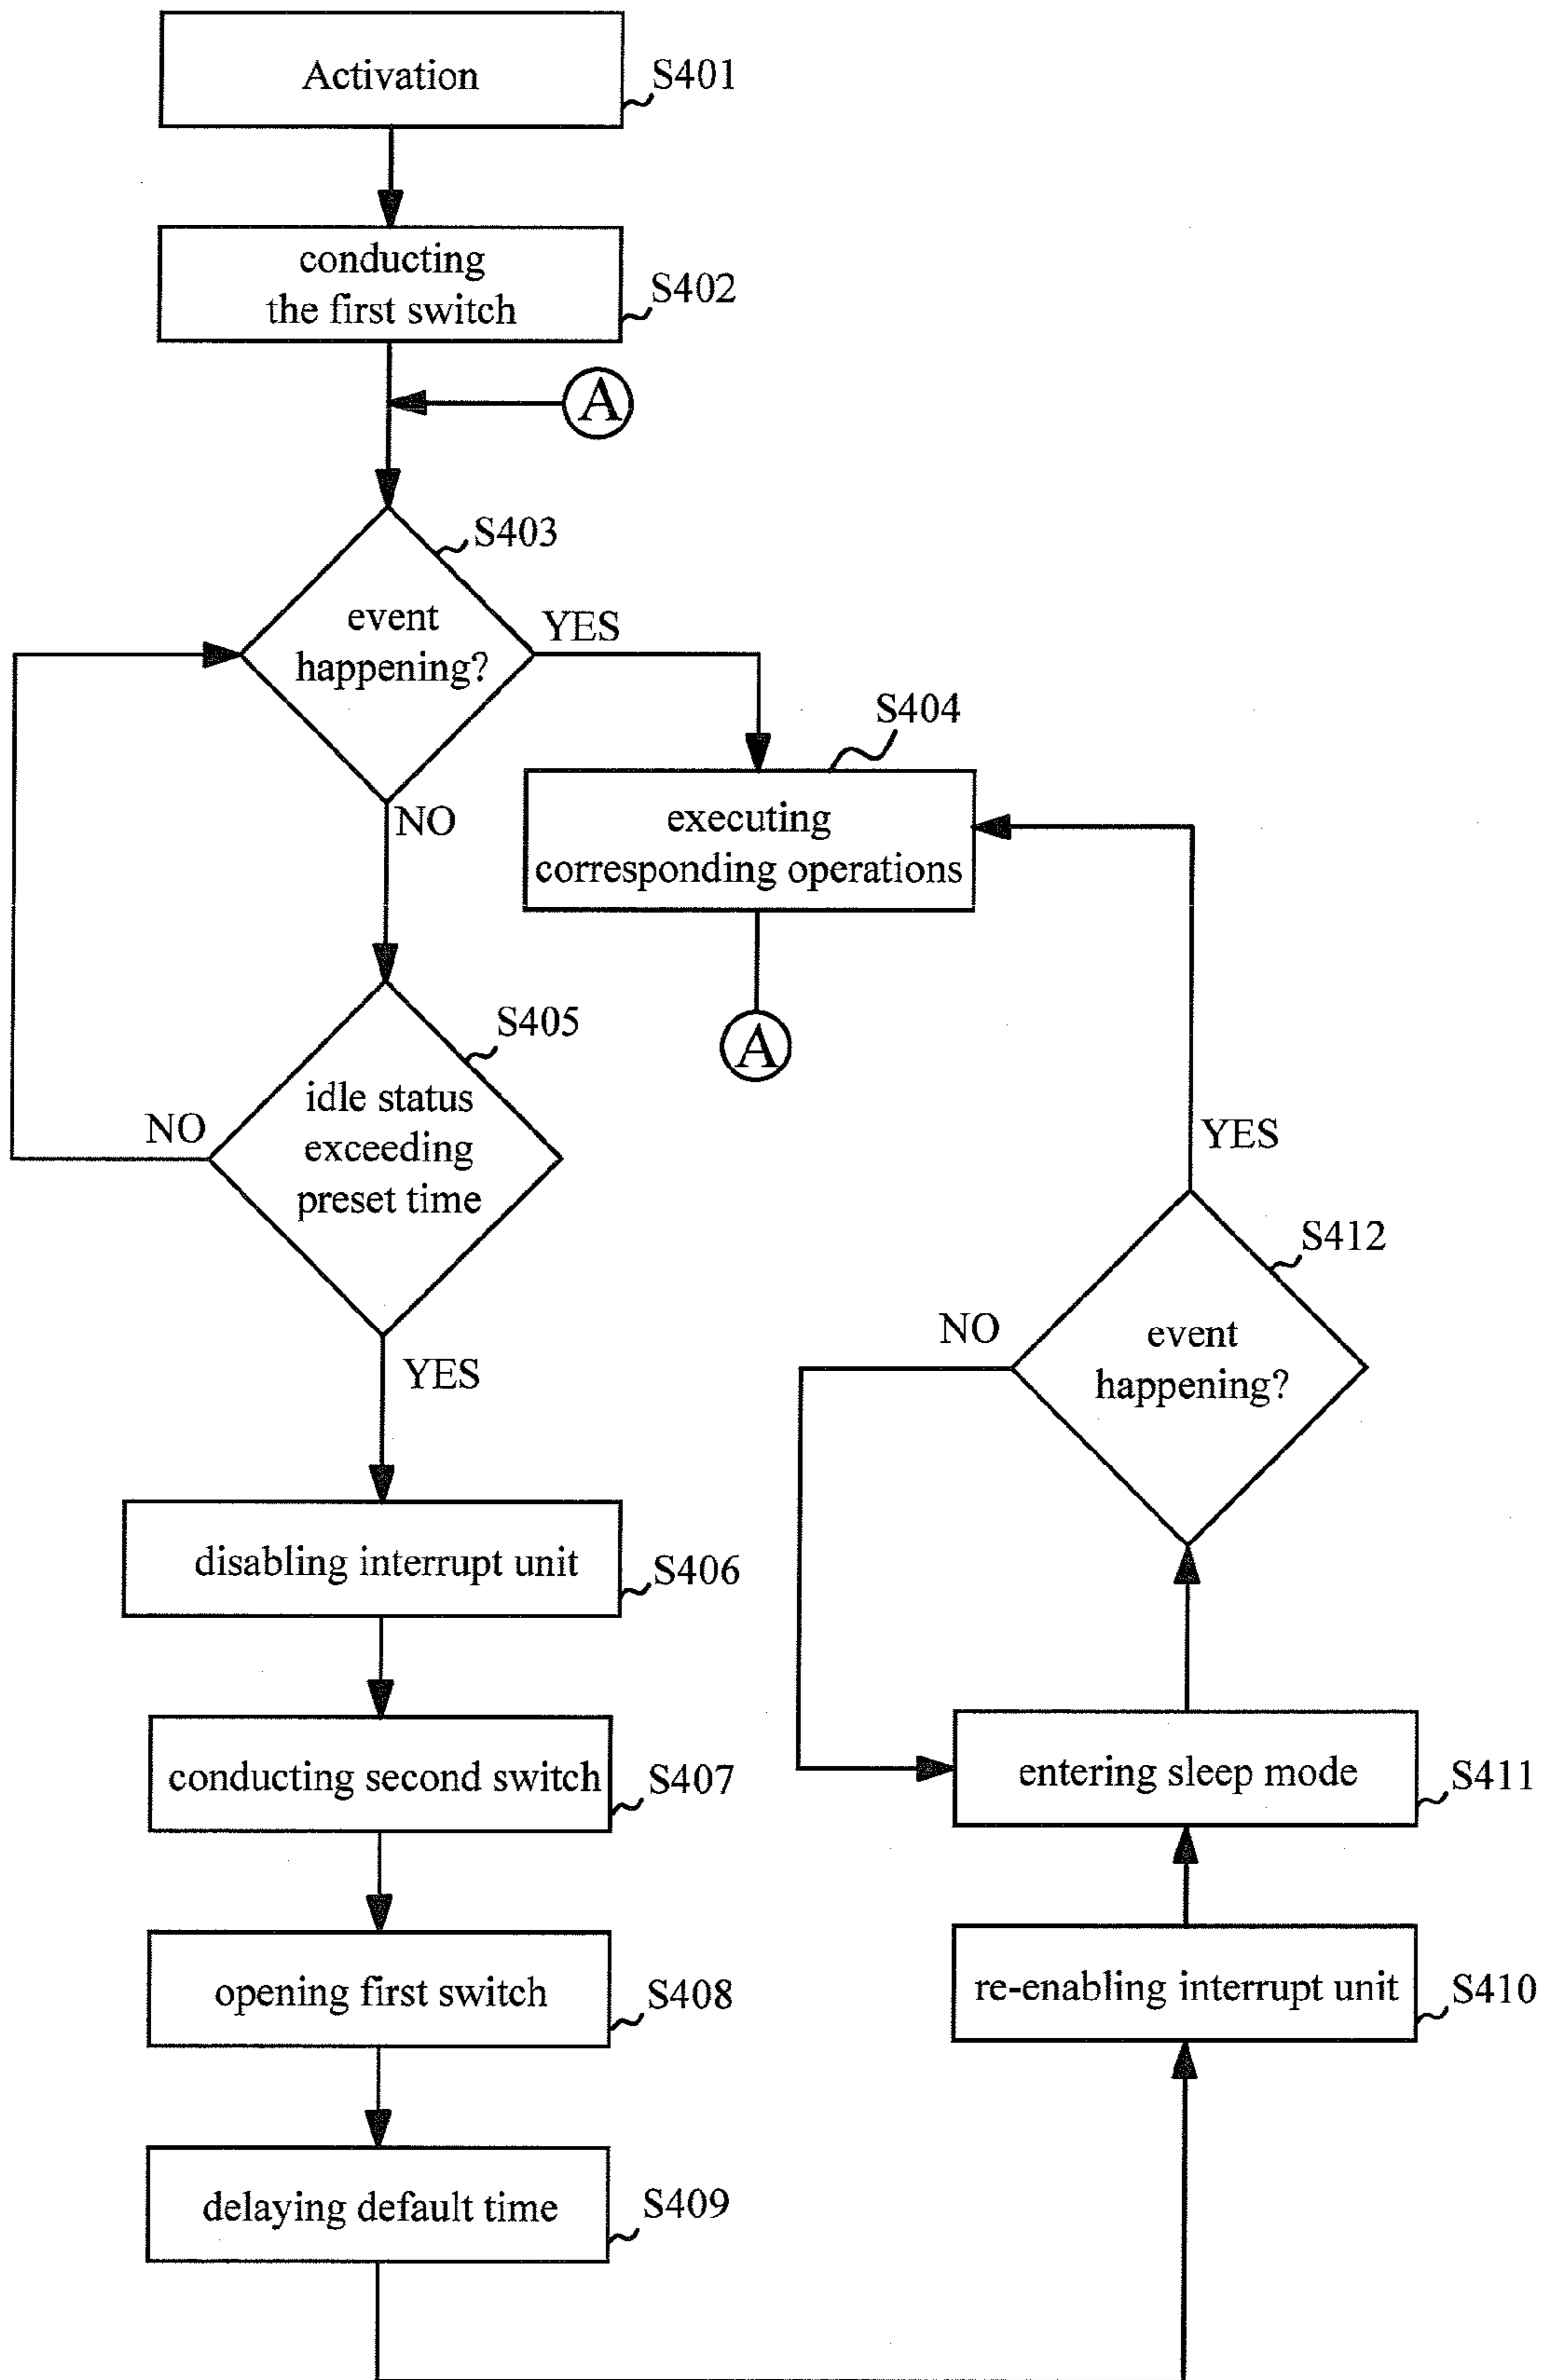 Activation
S401
conducting
the first switch
S402
A
S403
event
happening?
YES
NO
S404
executing
corresponding operations
A
S405
idle status
exceeding
preset time
NO
YES
disabling interrupt unit
S406
conducting second switch
S407
opening first switch
S408
delaying default time
S409
re-enabling interrupt unit
S410
entering sleep mode
S411
S412
event
happening?
NO
YES